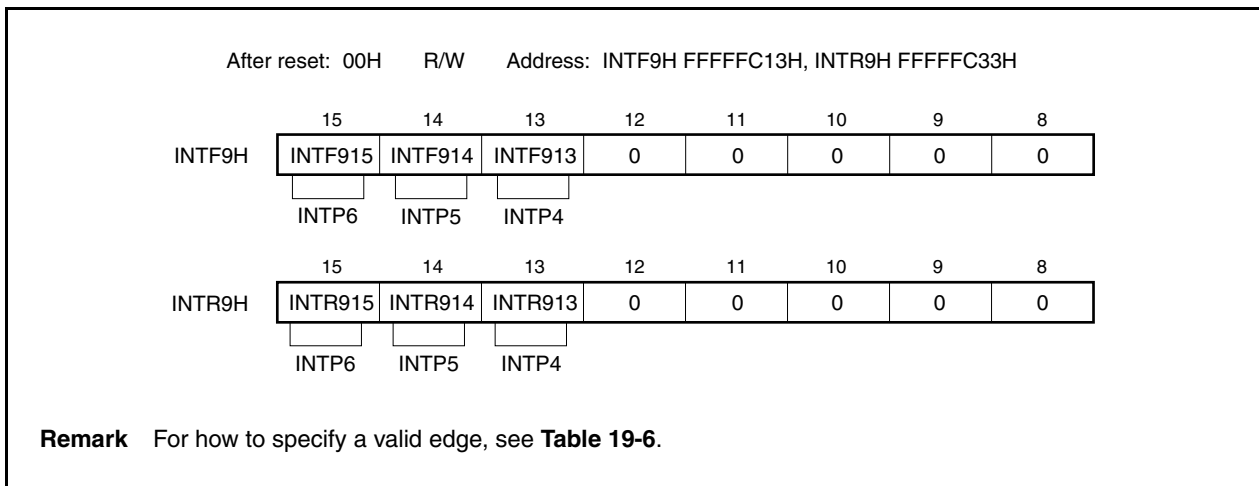 After reset: 00H R/W Address: INTF9H FFFFFC13H, INTR9H FFFFFC33H
15 14 13 12 11 10 9 8
INTF9H INTF915 INTF914 INTF913 0 0 0 0 0
INTP6 INTP5 INTP4
15 14 13 12 11 10 9 8
INTR9H INTR915 INTR914 INTR913 0 0 0 0 0
INTP6 INTP5 INTP4
Remark For how to specify a valid edge, see Table 19-6.